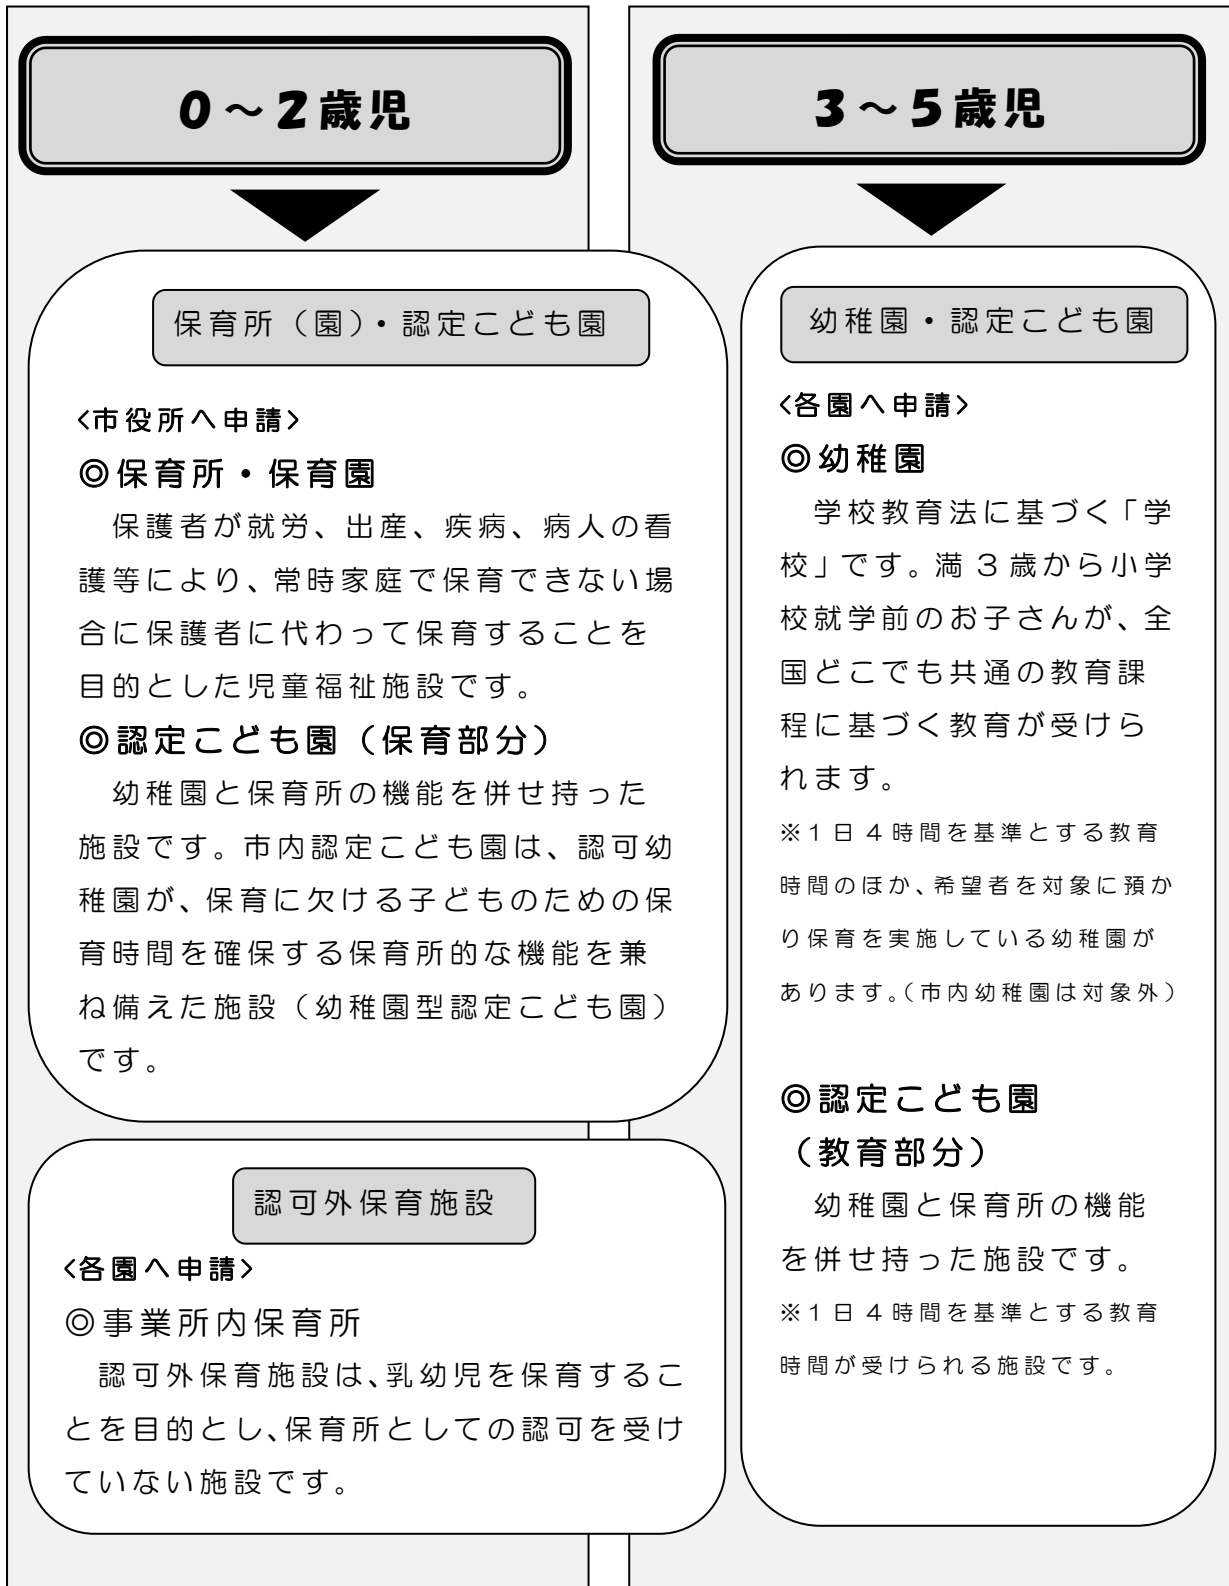 0～2歳児
保育所（園）・認定こども園
<市役所へ申請>
◎保育所・保育園
保護者が就労、出産、疾病、病人の看
護等により、常時家庭で保育できない場
合に保護者に代わって保育することを
目的とした児童福祉施設です。
◎認定こども園（保育部分）
幼稚園と保育所の機能を併せ持った
施設です。市内認定こども園は、認可幼
稚園が、保育に欠ける子どものための保
育時間を確保する保育所的な機能を兼
ね備えた施設（幼稚園型認定こども園）
です。
認可外保育施設
<各園へ申請>
◎事業所内保育所
認可外保育施設は、乳幼児を保育するこ
とを目的とし、保育所としての認可を受け
ていない施設です。
3～5歳児
幼稚園・認定こども園
<各園へ申請>
◎幼稚園
学校教育法に基づく「学
校」です。満3歳から小学
校就学前のお子さんが、全
国どこでも共通の教育課
程に基づく教育が受けら
れます。
※1日4時間を基準とする教育
時間のほか、希望者を対象に預か
り保育を実施している幼稚園が
あります。（市内幼稚園は対象外）
◎認定こども園
（教育部分）
幼稚園と保育所の機能
を併せ持った施設です。
※1日4時間を基準とする教育
時間が受けられる施設です。